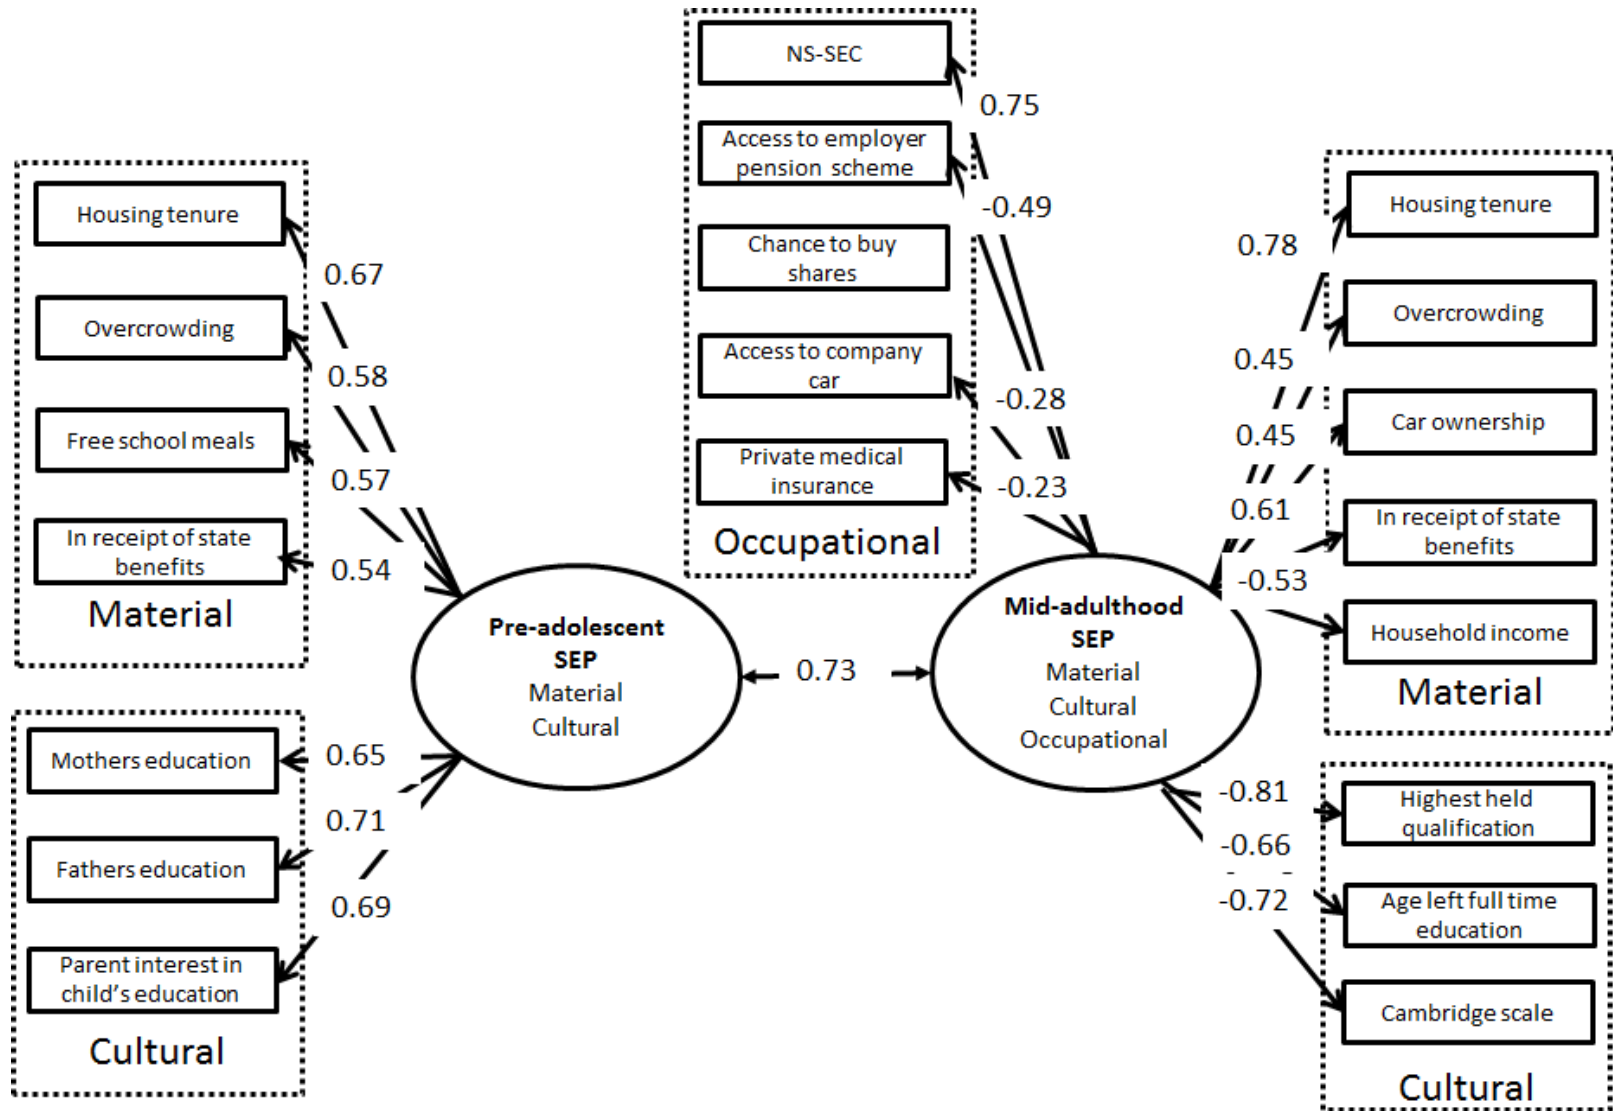 Housing tenure
Overcrowding
Free school meals
In receipt of state
benefits
Material
0.67
0.58
0.57
0.54
Mothers education
Fathers education
Parent interest in
child's education
Cultural
0.65
0.71
0.69
Pre-adolescent
SEP
Material
Cultural
0.73
NS-SEC
Access to employer
pension scheme
Chance to buy
shares
Access to company
car
Private medical
insurance
Occupational
0.75
-0.49
-0.28
-0.23
Mid-adulthood
SEP
Material
Cultural
Occupational
0.78
0.45
0.45
0.61
-0.53
Housing tenure
Overcrowding
Car ownership
In receipt of state
benefits
Household income
Material
-0.81
-0.66
-0.72
Highest held
qualification
Age left full time
education
Cambridge scale
Cultural